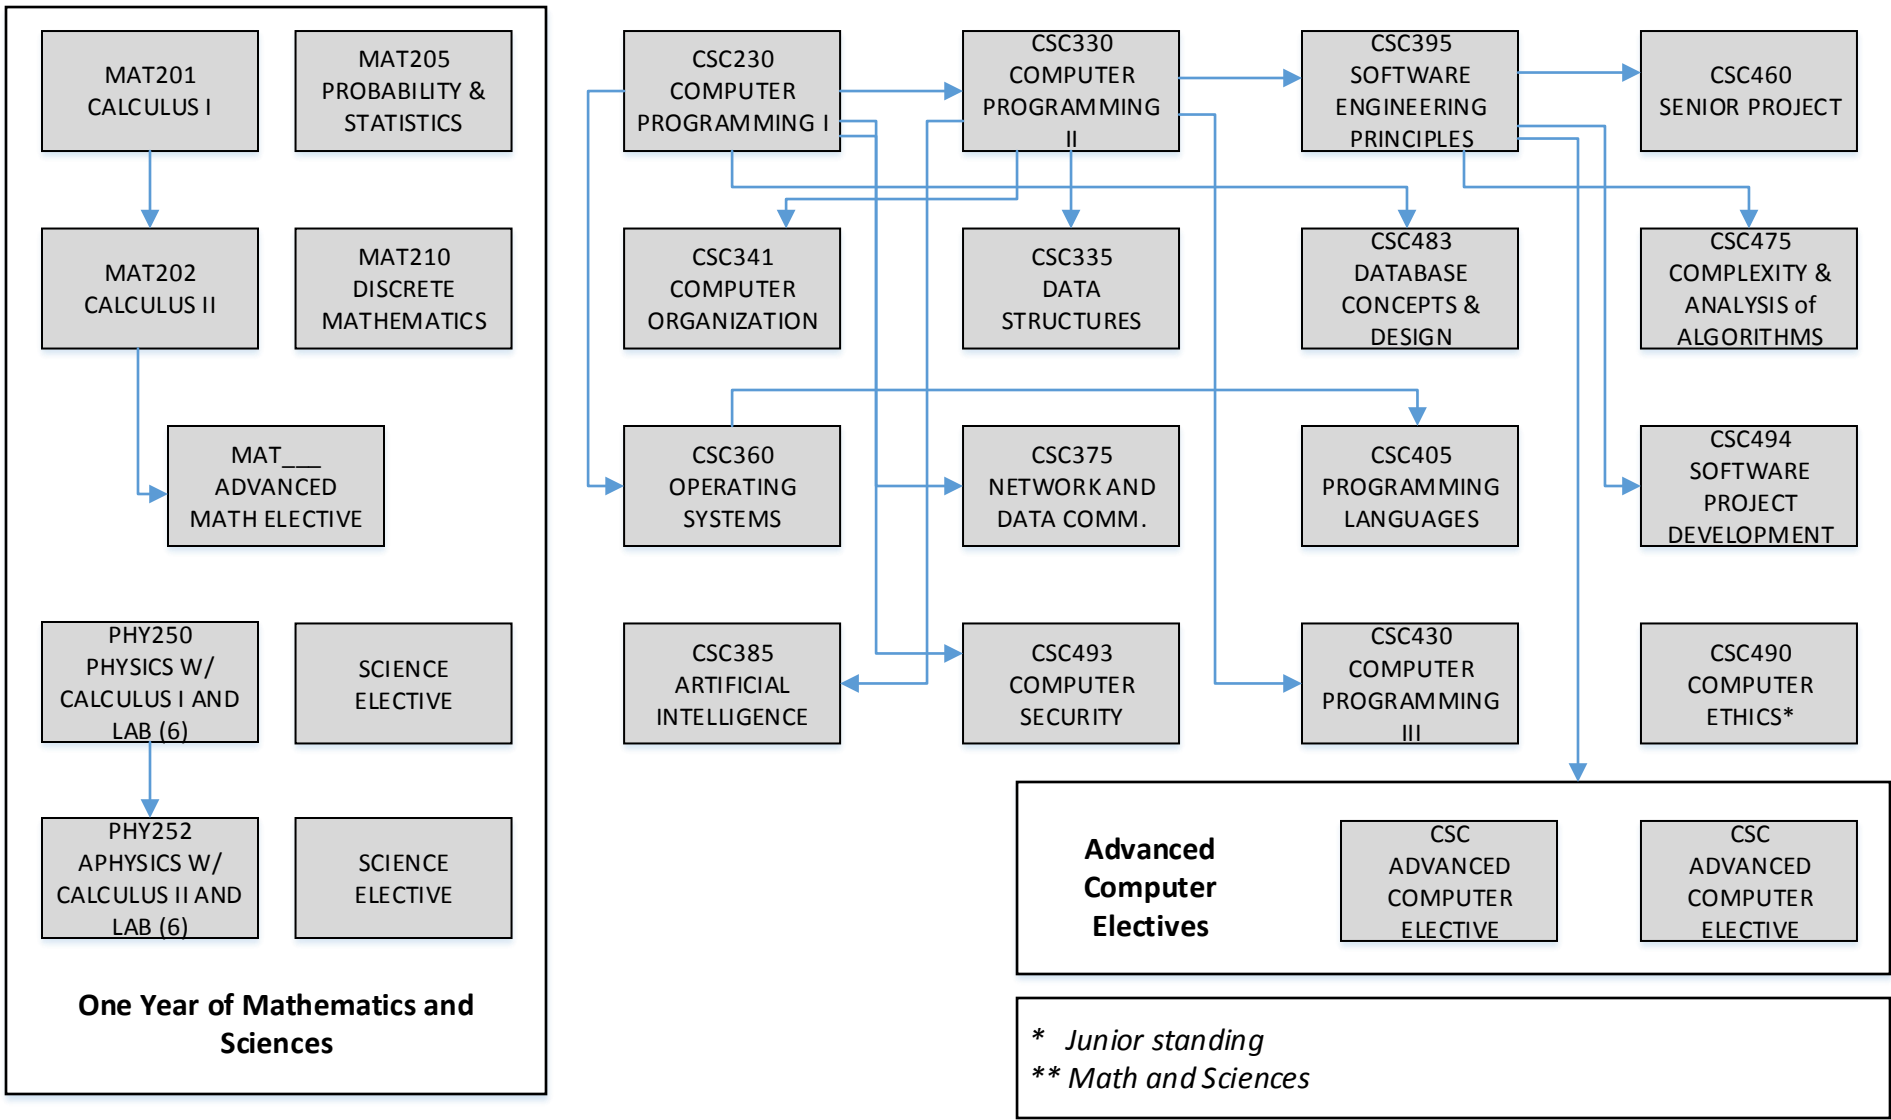 MAT201
CALCULUS I
MAT205
PROBABILITY &
STATISTICS
CSC230
COMPUTER
PROGRAMMING I
CSC330
COMPUTER
PROGRAMMING
II
CSC395
SOFTWARE
ENGINEERING
PRINCIPLES
CSC460
SENIOR PROJECT
MAT202
CALCULUS II
MAT210
DISCRETE
MATHEMATICS
CSC341
COMPUTER
ORGANIZATION
CSC335
DATA
STRUCTURES
CSC483
DATABASE
CONCEPTS &
DESIGN
CSC475
COMPLEXITY &
ANALYSIS of
ALGORITHMS
MAT___
ADVANCED
MATH ELECTIVE
CSC360
OPERATING
SYSTEMS
CSC375
NETWORK AND
DATA COMM.
CSC405
PROGRAMMING
LANGUAGES
CSC494
SOFTWARE
PROJECT
DEVELOPMENT
PHY250
PHYSICS W/
CALCULUS I AND
LAB (6)
SCIENCE
ELECTIVE
CSC385
ARTIFICIAL
INTELLIGENCE
CSC493
COMPUTER
SECURITY
CSC430
COMPUTER
PROGRAMMING
III
CSC490
COMPUTER
ETHICS*
PHY252
APHYSICS W/
CALCULUS II AND
LAB (6)
SCIENCE
ELECTIVE
Advanced
Computer
Electives
CSC
ADVANCED
COMPUTER
ELECTIVE
CSC
ADVANCED
COMPUTER
ELECTIVE
One Year of Mathematics and
Sciences
* Junior standing
** Math and Sciences